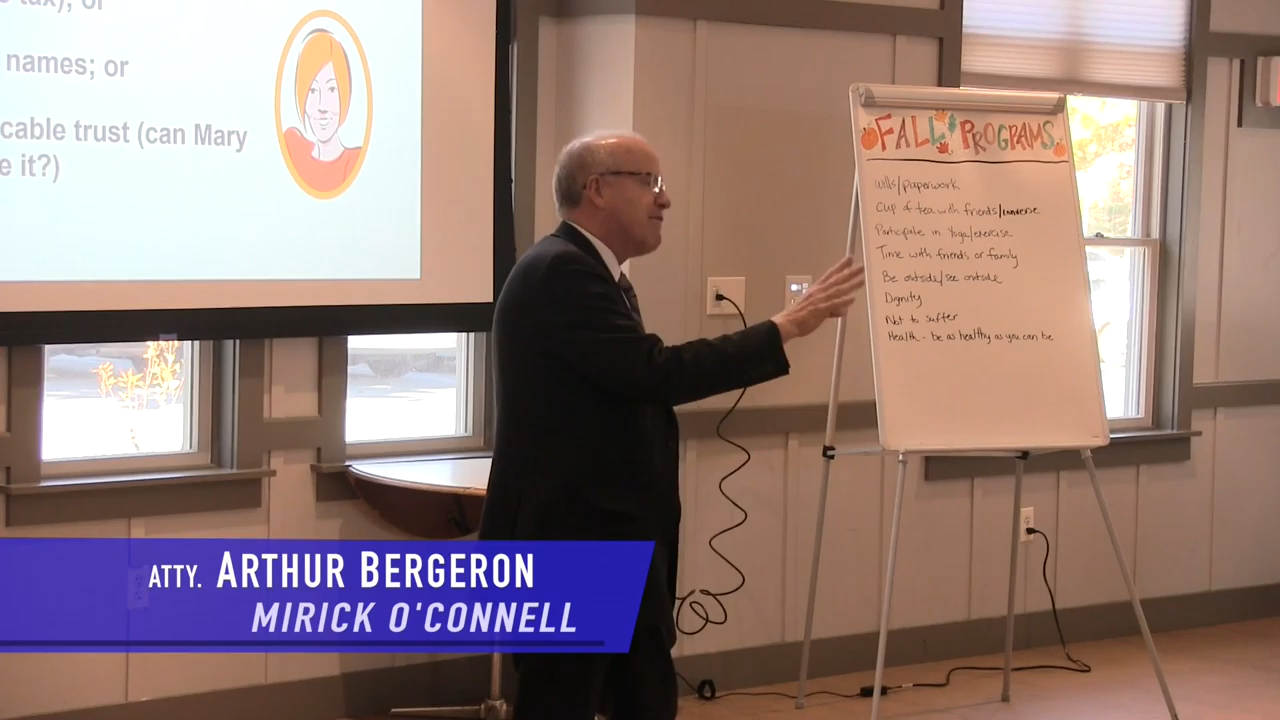 names; or
cable trust (can Mary
e it?)
FALL PROGRAMS
wills/paperwork
Cup of tea with friends/converse
Participate in Yoga/exercise
Time with friends or family
Be outside/see outside
Dignity
Not to suffer
Health - be as healthy as you can be
ATTY. ARTHUR BERGERON
MIRICK O'CONNELL